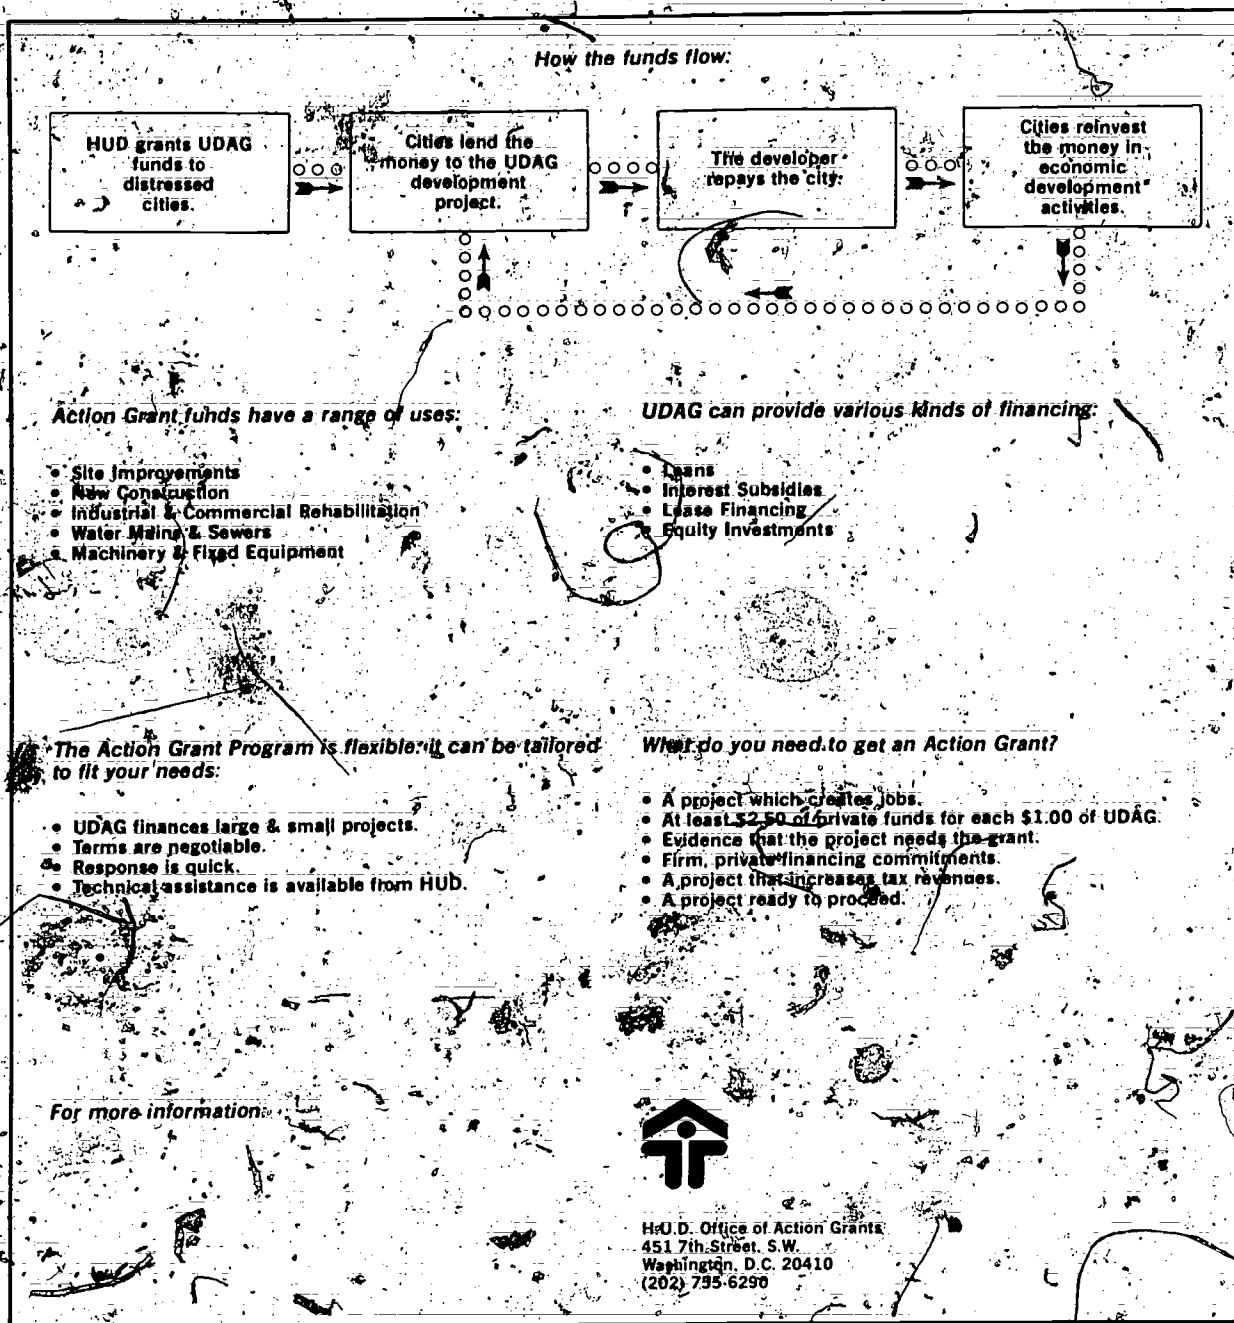 How the funds flow:
HUD grants UDAG
funds to
distressed
cities.
Cities lend the
money to the UDAG
development
project.
The developer
repays the city.
Cities reinvest
the money in
economic
development
activities.
Action Grant funds have a range of uses:
• Site Improvements
• New Construction
• Industrial & Commercial Rehabilitation
• Water Mains & Sewers
• Machinery & Fixed Equipment
UDAG can provide various kinds of financing:
• Loans
• Interest Subsidies
• Lease Financing
• Equity Investments
The Action Grant Program is flexible: it can be tailored
to fit your needs:
• UDAG finances large & small projects.
• Terms are negotiable.
• Response is quick.
• Technical assistance is available from HUD.
What do you need to get an Action Grant?
• A project which creates jobs.
• At least $2.50 of private funds for each $1.00 of UDAG.
• Evidence that the project needs the grant.
• Firm, private financing commitments.
• A project that increases tax revenues.
• A project ready to proceed.
For more information:
H.U.D. Office of Action Grants
451 7th Street, S.W.
Washington, D.C. 20410
(202) 755-6290